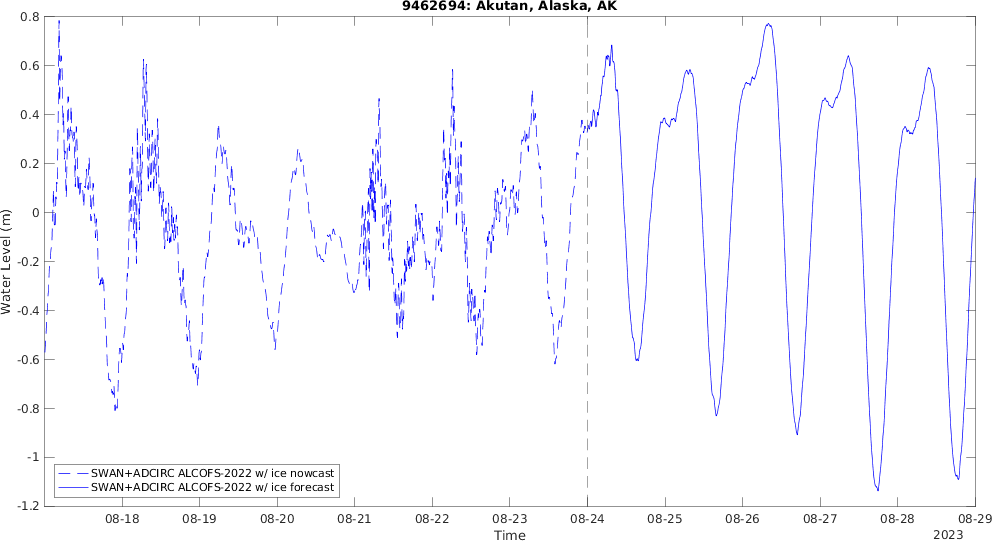 9462694: Akutan, Alaska, AK
0.8
0.6
0.4
0.2
0
-0.2
-0.4
-0.6
-0.8
-1
-1.2
Water Level (m)
SWAN+ADCIRC ALCOFS-2022 w/ ice nowcast
SWAN+ADCIRC ALCOFS-2022 w/ ice forecast
08-18 08-19 08-20 08-21 08-22 08-23 08-24 08-25 08-26 08-27 08-28 08-29
Time
2023